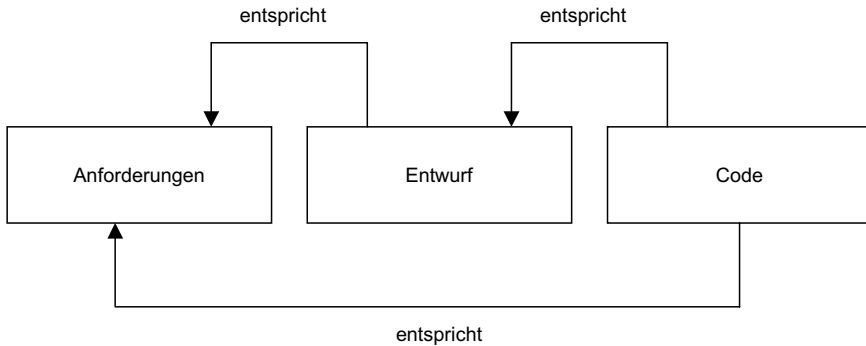 entspricht
entspricht
Anforderungen
Entwurf
Code
entspricht